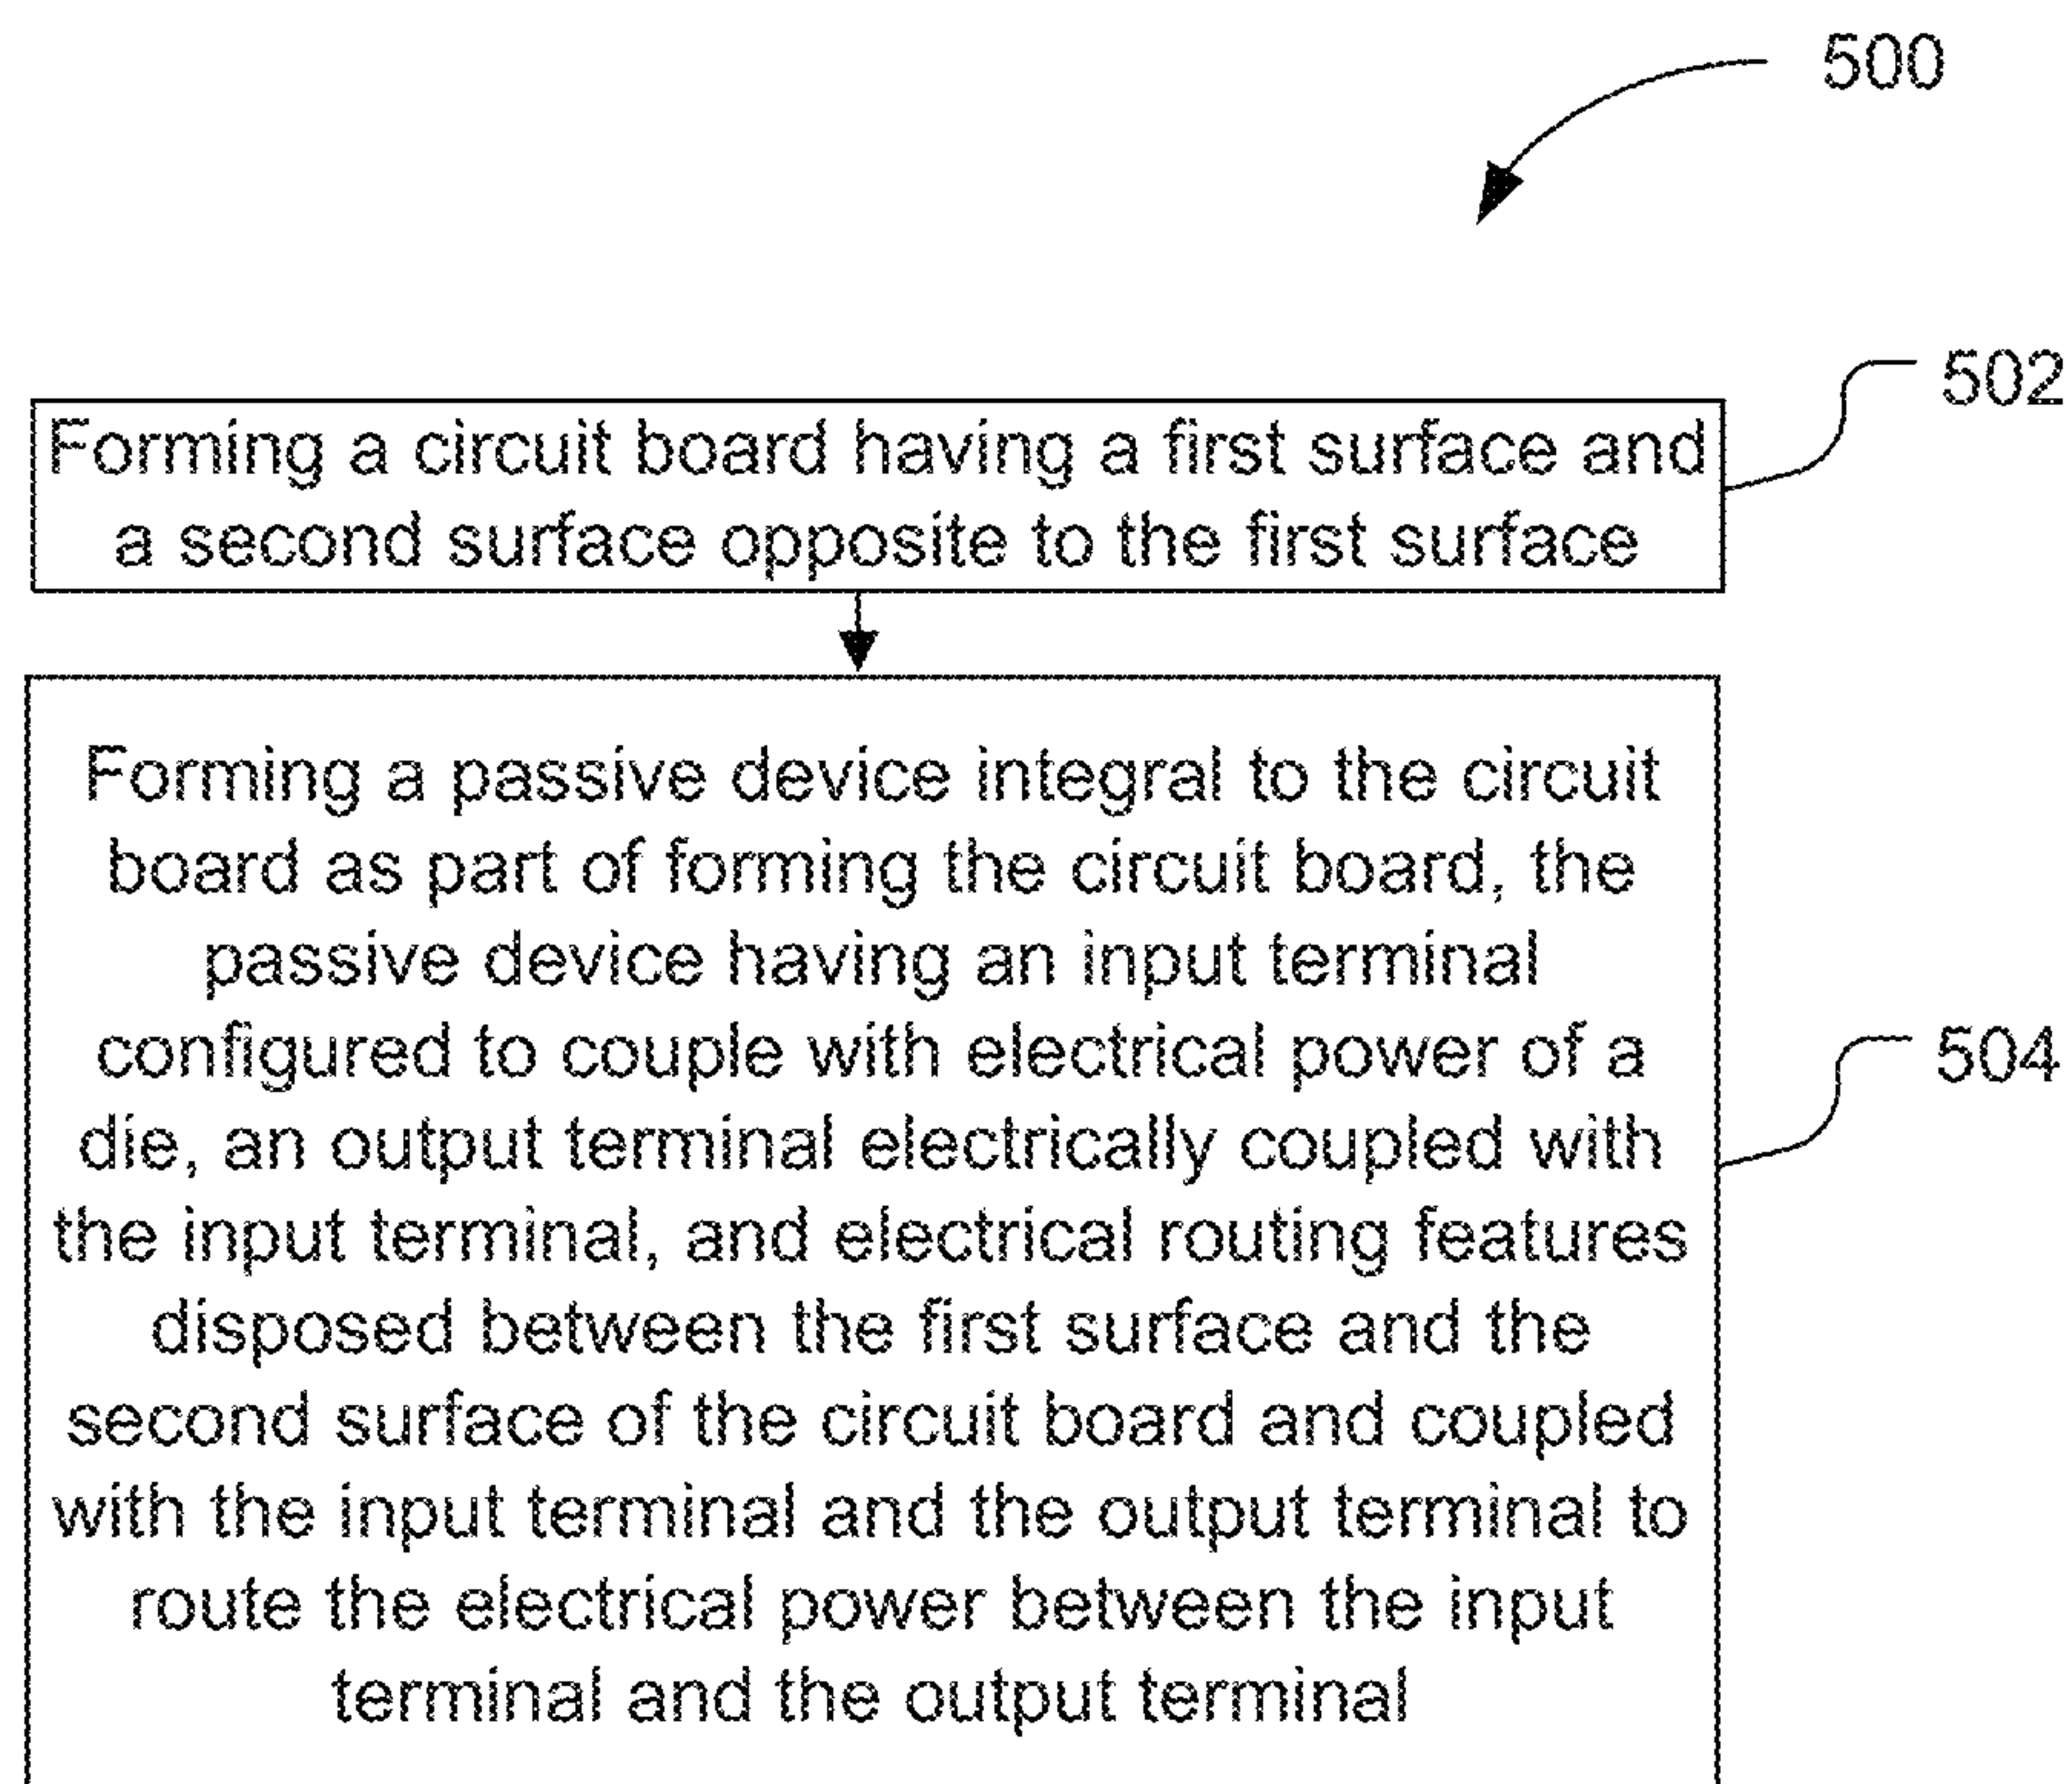 500
502
Forming a circuit board having a first surface and
a second surface opposite to the first surface
Forming a passive device integral to the circuit
board as part of forming the circuit board, the
passive device having an input terminal
configured to couple with electrical power of a
die, an output terminal electrically coupled with
the input terminal, and electrical routing features
disposed between the first surface and the
second surface of the circuit board and coupled
with the input terminal and the output terminal to
route the electrical power between the input
terminal and the output terminal
504